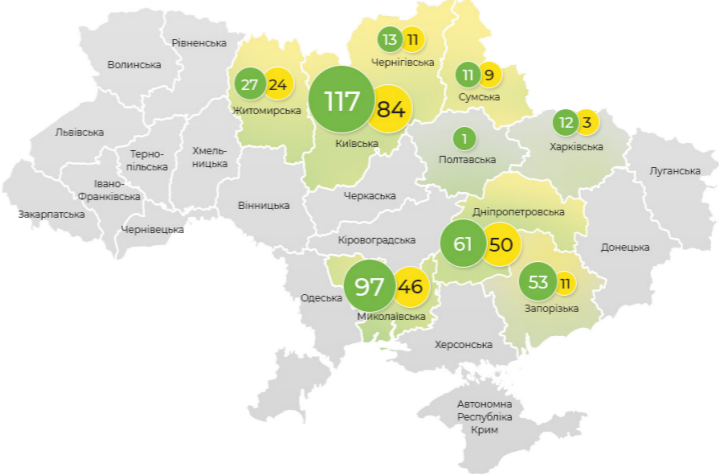 Волинська
Рівненська
27 24
Житомирська
117 84
Київська
13 11
Чернігівська
11 9
Сумська
Львівська
Терно-
пільська
Хмель-
ницька
1
Полтавська
12 3
Харківська
Луганська
Закарпатська
Івано-
Франківська
Чернівецька
Вінницька
Черкаська
Кіровоградська
Дніпропетровська
61 50
Донецька
Одеська
97 46
Миколаївська
53 11
Запорізька
Херсонська
Автономна
Республіка
Крим